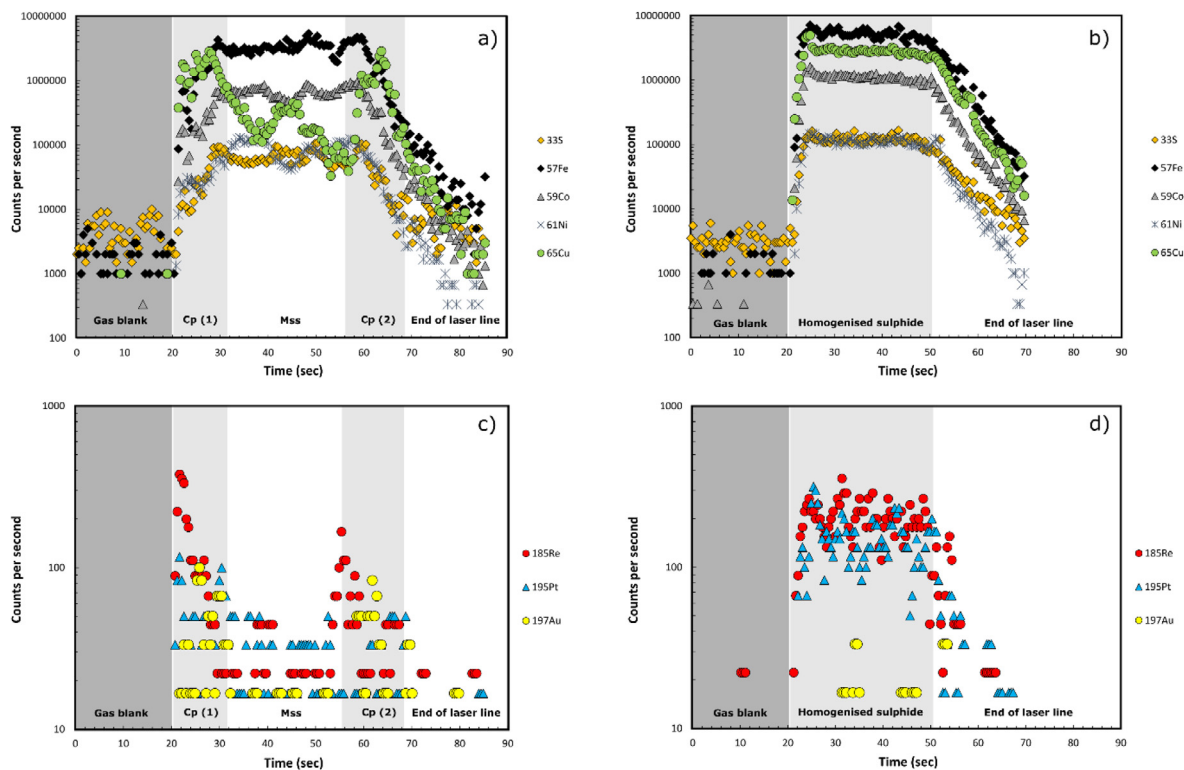 a)
10000000
1000000
100000
10000
1000
100
Counts per second
Gas blank
Cp (1)
Mss
Cp (2)
End of laser line
0 10 20 30 40 50 60 70 80 90
Time (sec)
33S
57Fe
59Co
61Ni
65Cu
b)
10000000
1000000
100000
10000
1000
100
Counts per second
Gas blank
Homogenised sulphide
End of laser line
0 10 20 30 40 50 60 70 80 90
Time (sec)
33S
57Fe
59Co
61Ni
65Cu
c)
1000
100
10
Counts per second
Gas blank
Cp (1)
Mss
Cp (2)
End of laser line
0 10 20 30 40 50 60 70 80 90
Time (sec)
185Re
195Pt
197Au
d)
1000
100
10
Counts per second
Gas blank
Homogenised sulphide
End of laser line
0 10 20 30 40 50 60 70 80 90
Time (sec)
185Re
195Pt
197Au